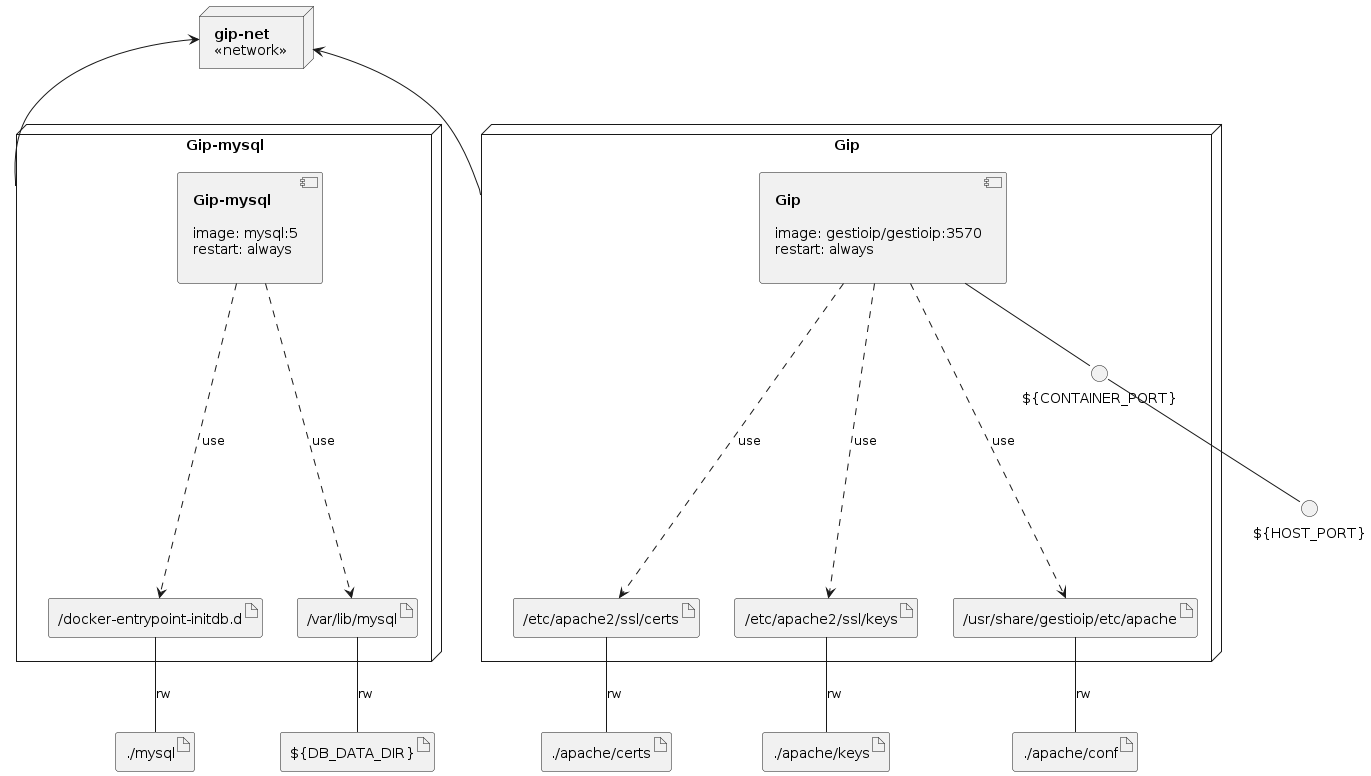 gip-net
«network»
Gip-mysql
Gip
Gip-mysql
image: mysql:5
restart: always
Gip
image: gestioip/gestioip:3570
restart: always
${CONTAINER_PORT}
use
use
use
use
use
${HOST_PORT}
/docker-entrypoint-initdb.d
/var/lib/mysql
/etc/apache2/ssl/certs
/etc/apache2/ssl/keys
/usr/share/gestioip/etc/apache
rw
rw
rw
rw
rw
./mysql
${DB_DATA_DIR}
./apache/certs
./apache/keys
./apache/conf